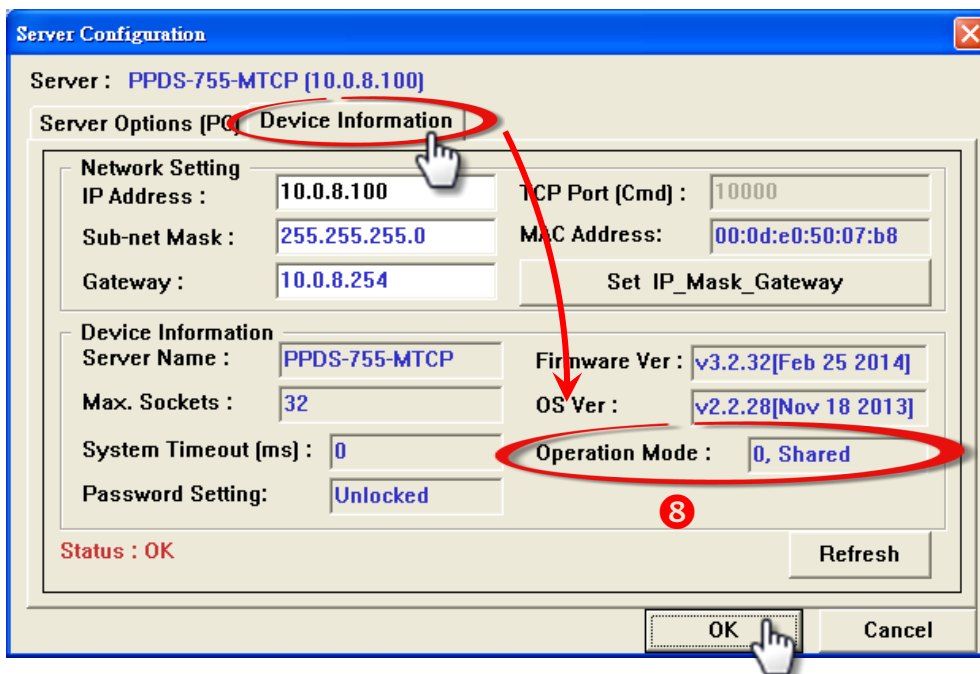 Server Configuration
Server : PPDS-755-MTCP (10.0.8.100)
Server Options (PC) Device Information
Network Setting
IP Address : 10.0.8.100 TCP Port (Cmd) : 10000
Sub-net Mask : 255.255.255.0 MAC Address: 00:0d:e0:50:07:b8
Gateway : 10.0.8.254 Set IP_Mask_Gateway
Device Information
Server Name : PPDS-755-MTCP Firmware Ver : v3.2.32[Feb 25 2014]
Max. Sockets : 32 OS Ver : v2.2.28[Nov 18 2013]
System Timeout (ms) : 0 Operation Mode : 0, Shared
Password Setting: Unlocked
8
Status : OK Refresh
OK Cancel